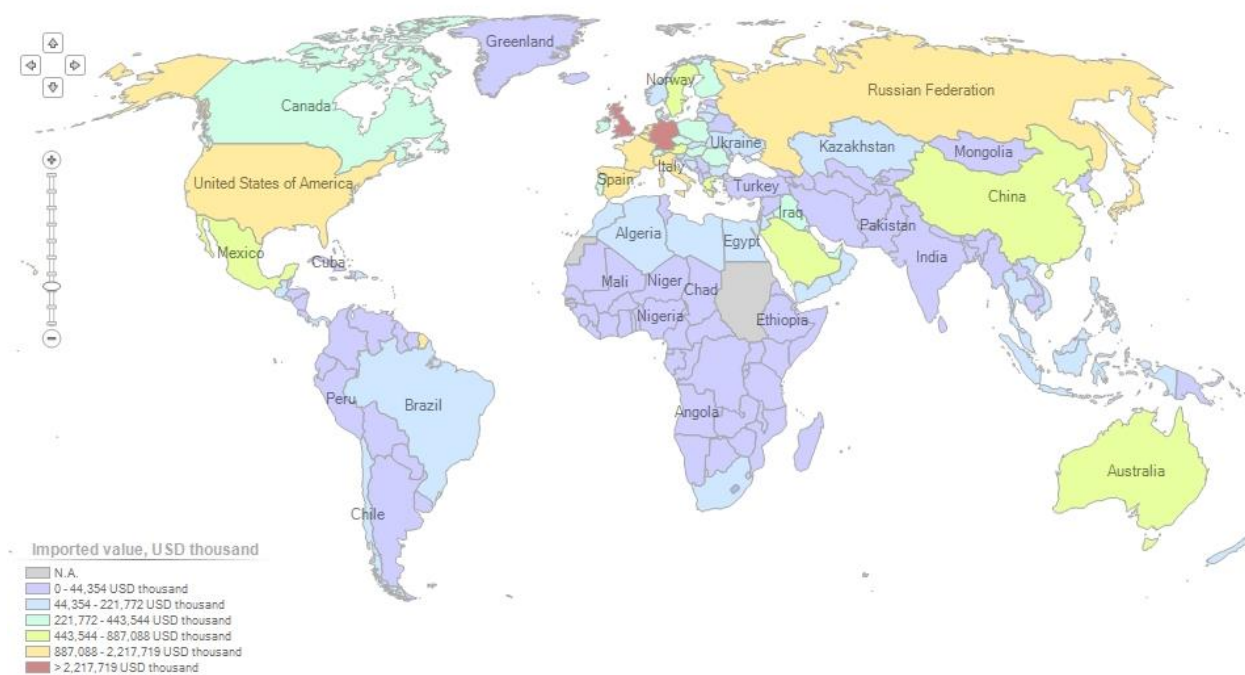 Greenland
Norway
Canada
Russian Federation
Ukraine
Kazakhstan
Mongolia
United States of America
Spain
Italy
Turkey
China
Iraq
Pakistan
Algeria
Egypt
Mexico
Cuba
India
Mali
Niger
Chad
Nigeria
Ethiopia
Peru
Brazil
Angola
Australia
Chile
Imported value, USD thousand
N.A.
0 - 44,354 USD thousand
44,354 - 221,772 USD thousand
221,772 - 443,544 USD thousand
443,544 - 887,088 USD thousand
887,088 - 2,217,719 USD thousand
> 2,217,719 USD thousand